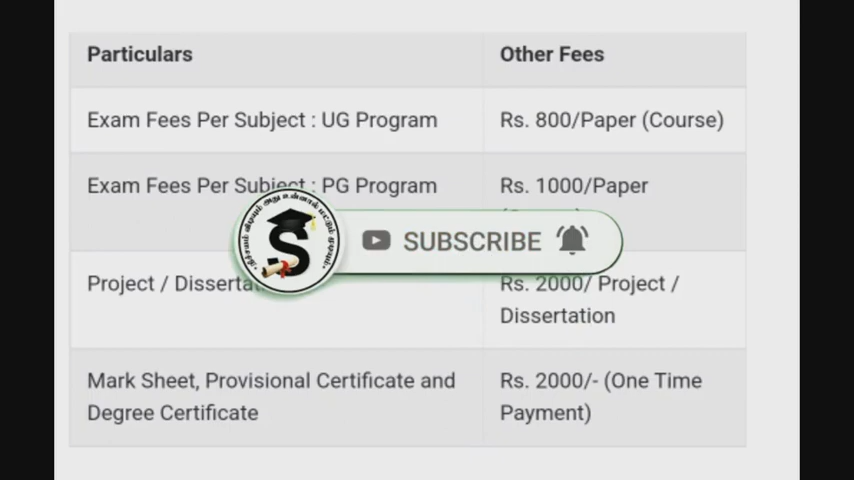 Particulars
Other Fees
Exam Fees Per Subject : UG Program
Rs. 800/Paper (Course)
Exam Fees Per Subject : PG Program
Rs. 1000/Paper
SUBSCRIBE
S
Project /
Rs. 2000/ Project /
Dissertation
Mark Sheet, Provisional Certificate and
Degree Certificate
Rs. 2000/- (One Time
Payment)